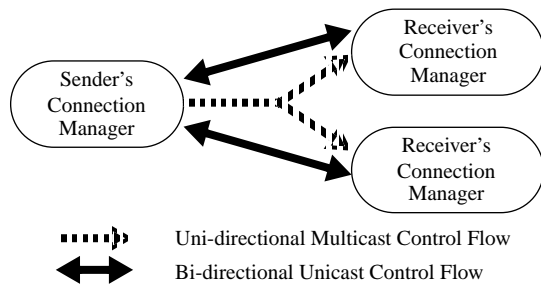 Sender's
Connection
Manager
Receiver's
Connection
Manager
Receiver's
Connection
Manager
Uni-directional Multicast Control Flow
Bi-directional Unicast Control Flow